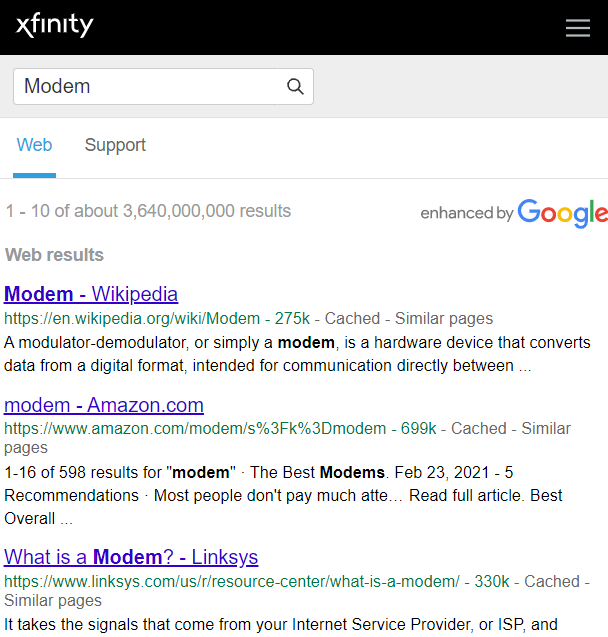 xfinity
Modem
Web Support
1 - 10 of about 3,640,000,000 results
enhanced by Google
Web results
Modem - Wikipedia
https://en.wikipedia.org/wiki/Modem - 275k - Cached - Similar pages
A modulator-demodulator, or simply a modem, is a hardware device that converts
data from a digital format, intended for communication directly between ...
modem - Amazon.com
https://www.amazon.com/modem/s%3Fk%3Dmodem - 699k - Cached - Similar
pages
1-16 of 598 results for "modem" · The Best Modems. Feb 23, 2021 - 5
Recommendations · Most people don't pay much atte… Read full article. Best
Overall ...
What is a Modem? - Linksys
https://www.linksys.com/us/r/resource-center/what-is-a-modem/ - 330k - Cached -
Similar pages
It takes the signals that come from your Internet Service Provider, or ISP, and